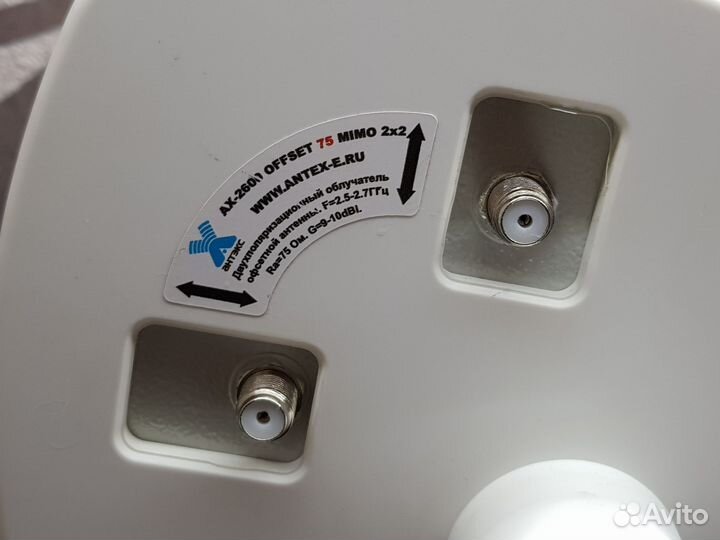 AX-2600 OFFSET 75 MIMO 2x2
WWW.ANTEX-E.RU
Двухполяризационный облучатель
офсетной антенны. F=2.5-2.7ГГц
Ra=75 Ом. G=9-10dBi.
антэкс
Avito